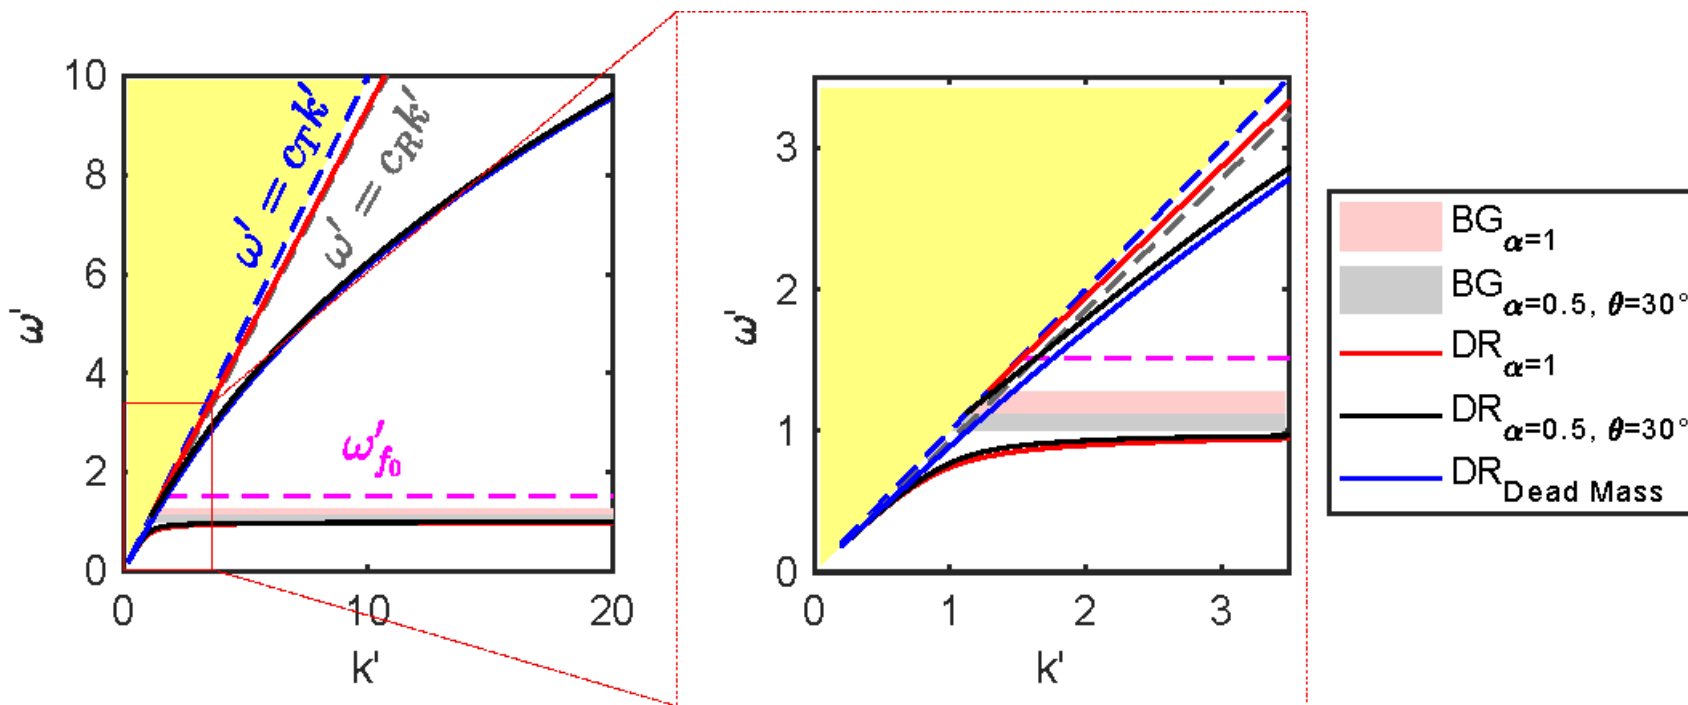 10
8
6
4
2
0
0
10
20
ω'
k'
ω' = c_T k'
ω' = c_R k'
ω'_{f_0}
3
2
1
0
0
1
2
3
ω'
k'
BG_{α=1}
BG_{α=0.5, θ=30°}
DR_{α=1}
DR_{α=0.5, θ=30°}
DR_{Dead Mass}